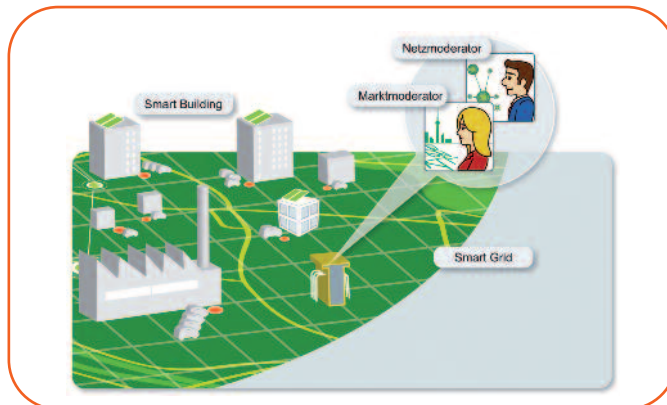 Netzmoderator
Marktmoderator
Smart Building
Smart Grid